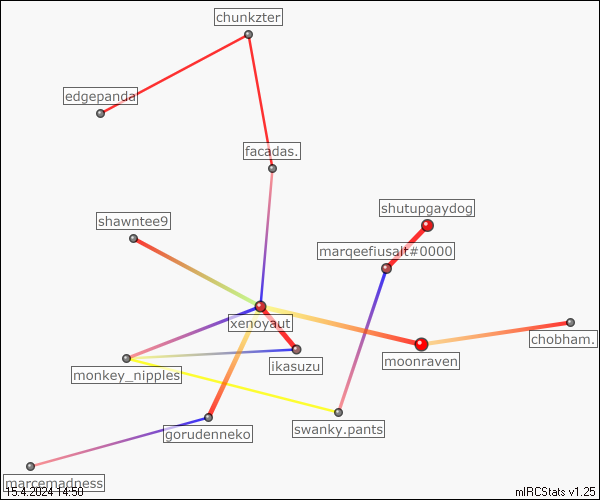 chunkzter
edgepanda
facadas.
shutupgaydog
shawntee9
marqeefiusalt#0000
xenoyaut
chobham.
moonraven
ikasuzu
monkey_nipples
swanky.pants
gorudenneko
marcemadness
15.4.2024 14:50
mIRCStats v1.25